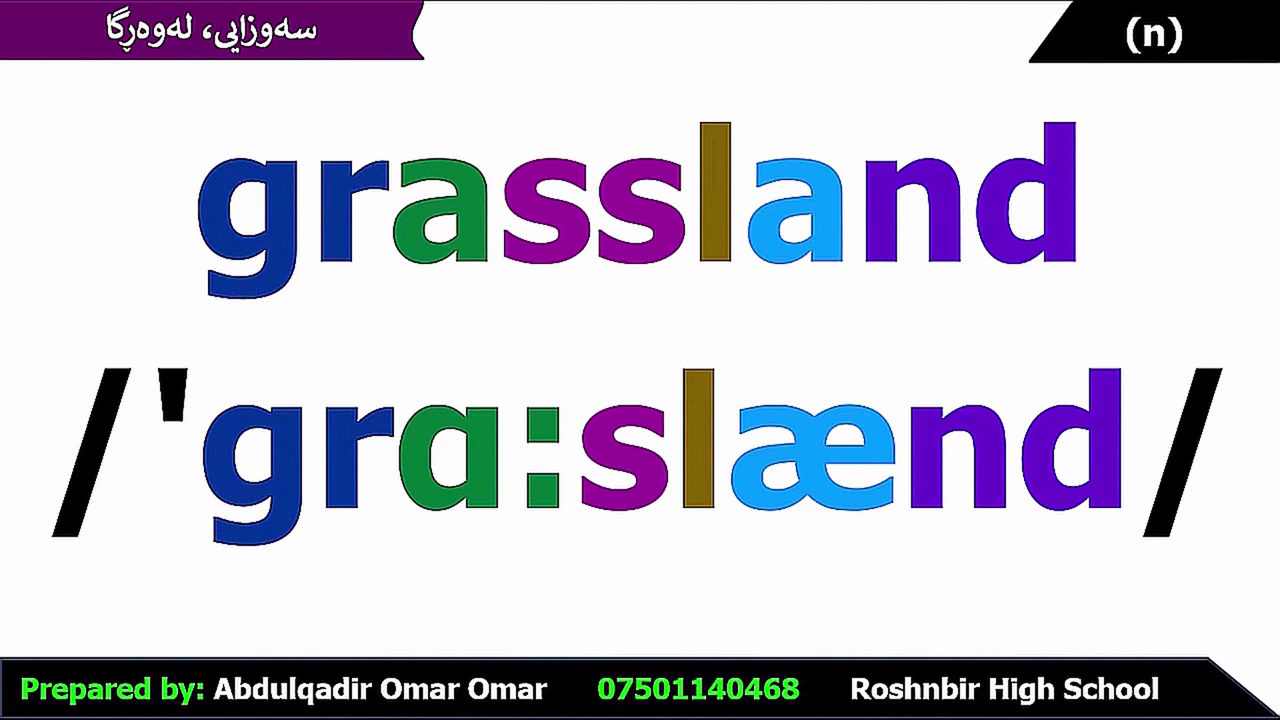 سەوزایی، لەوەڕگا
(n)
grassland
/'grɑ:slænd/
Prepared by: Abdulqadir Omar Omar 07501140468 Roshnbir High School